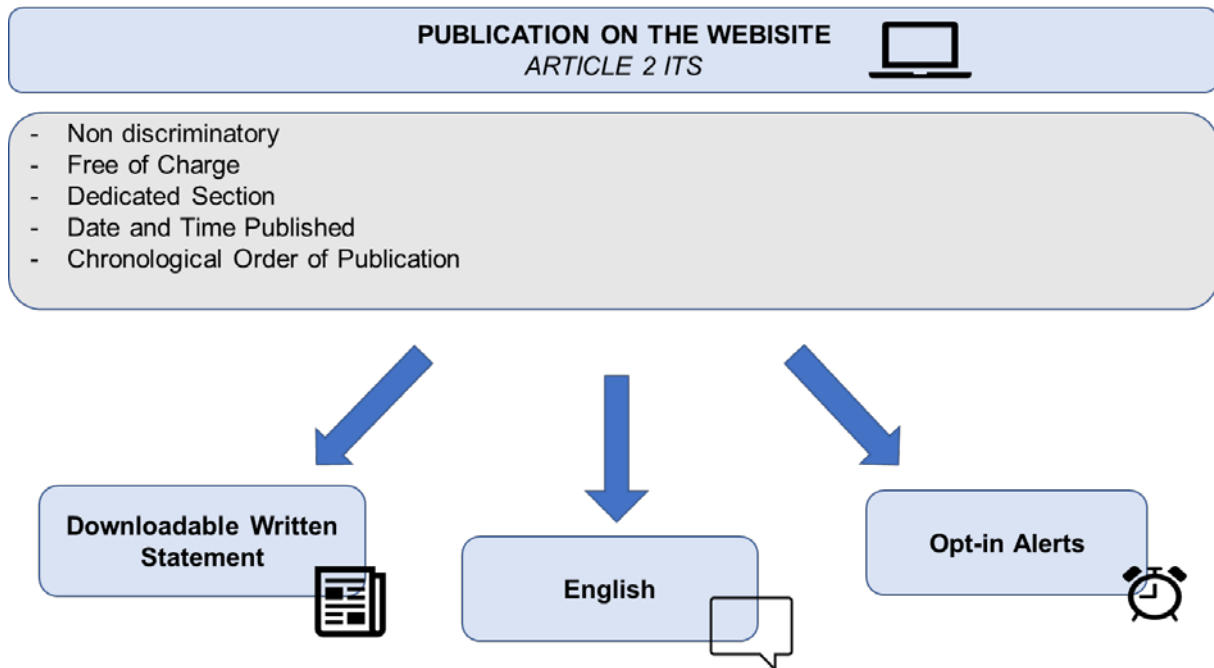 PUBLICATION ON THE WEBISITE
ARTICLE 2 ITS
- Non discriminatory
- Free of Charge
- Dedicated Section
- Date and Time Published
- Chronological Order of Publication
Downloadable Written
Statement
English
Opt-in Alerts